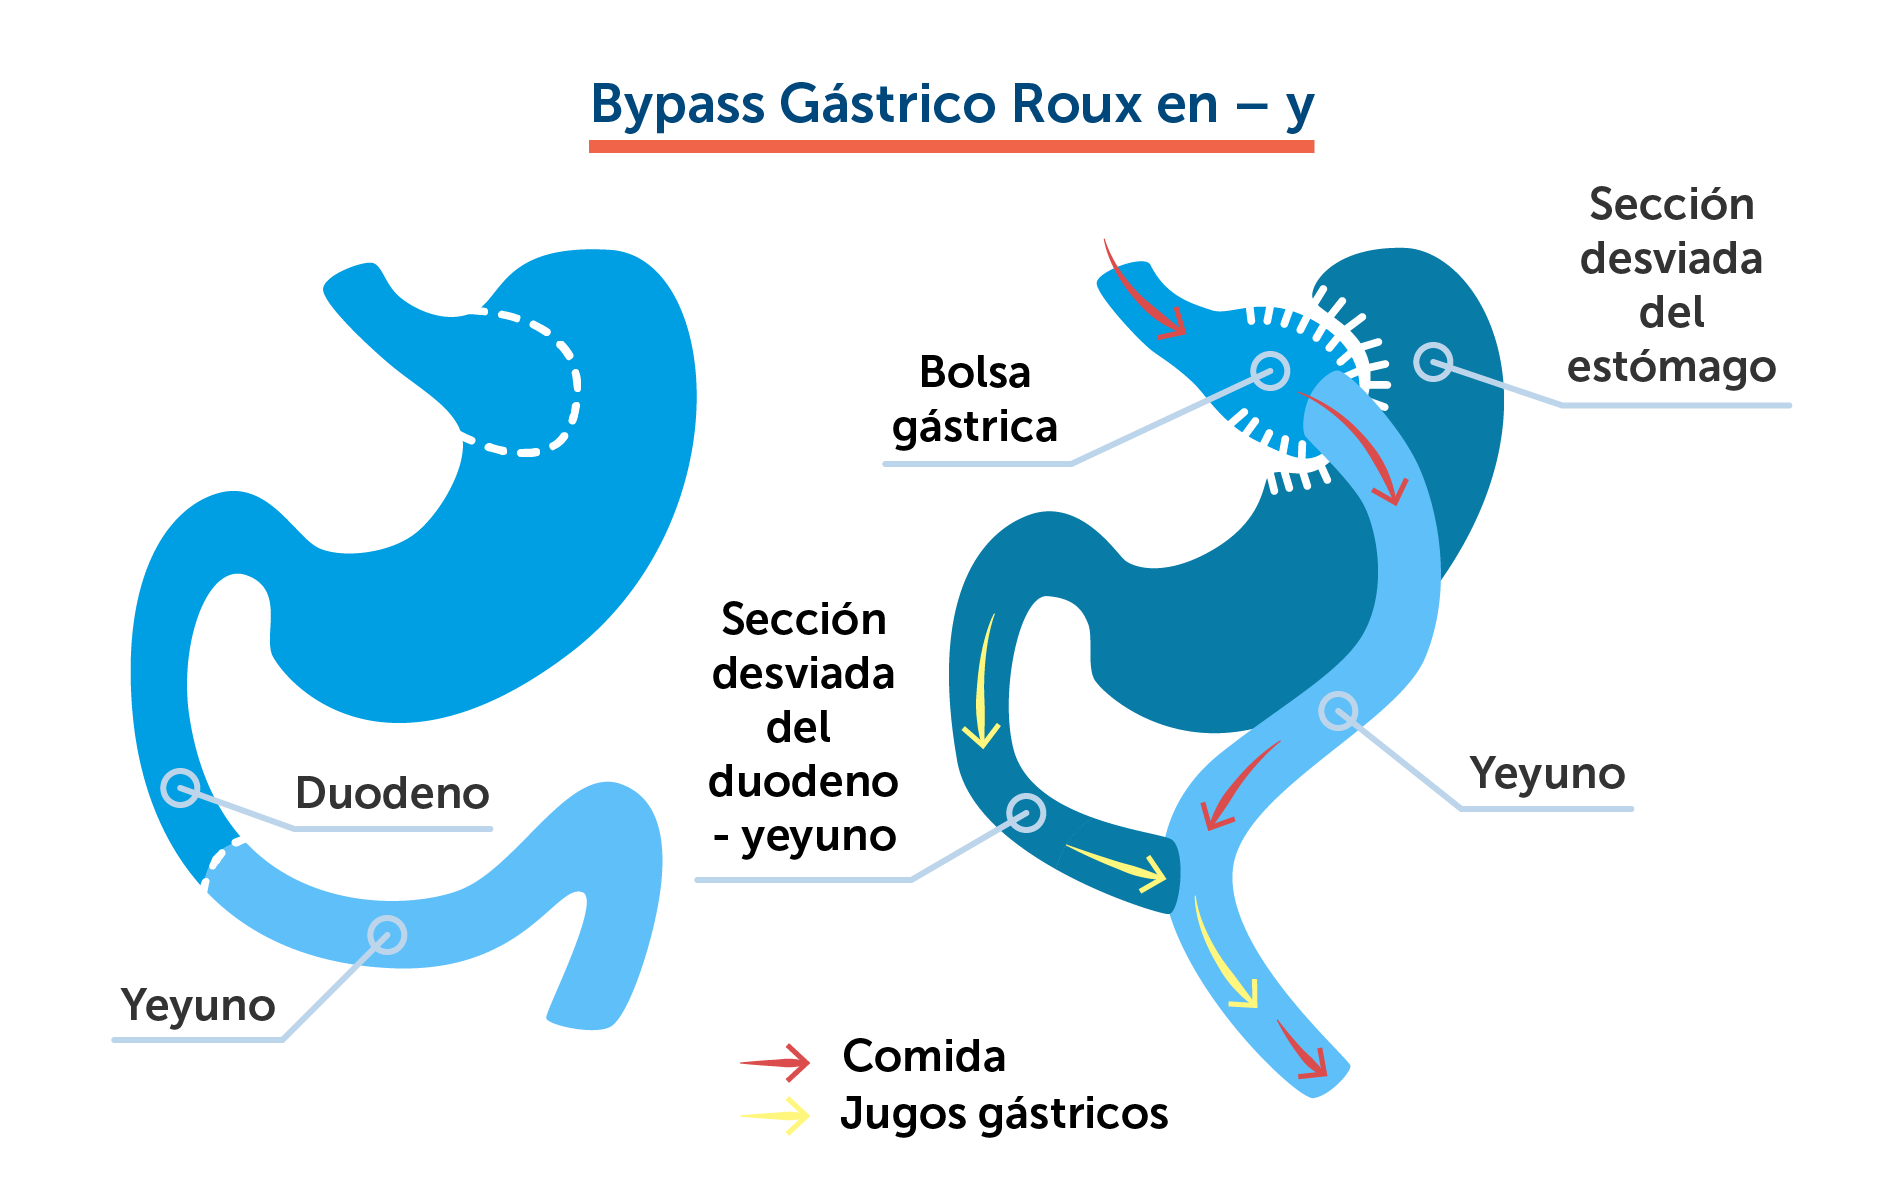 Bypass Gástrico Roux en – y
Sección
desviada
del
estómago
Bolsa
gástrica
Sección
desviada
del
duodeno
- yeyuno
Duodeno
Yeyuno
Yeyuno
Comida
Jugos gástricos